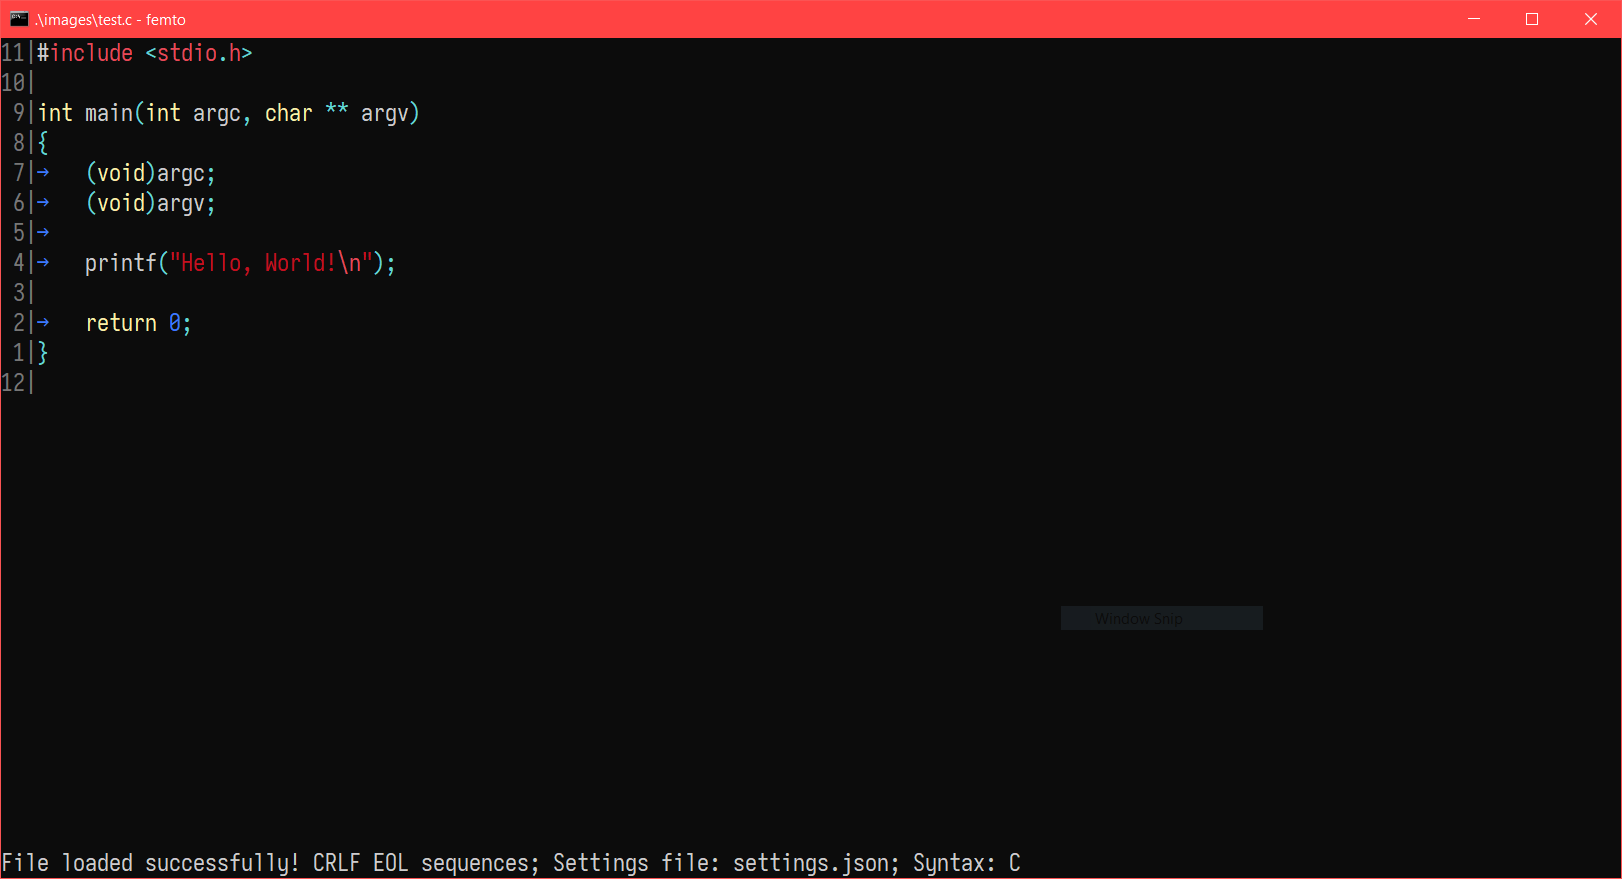 .\images\test.c - femto
11|#include <stdio.h>
10|
9|int main(int argc, char ** argv)
8|{
7|→   (void)argc;
6|→   (void)argv;
5|→
4|→   printf("Hello, World!\n");
3|
2|→   return 0;
1|}
12|
Window Snip
File loaded successfully! CRLF EOL sequences; Settings file: settings.json; Syntax: C